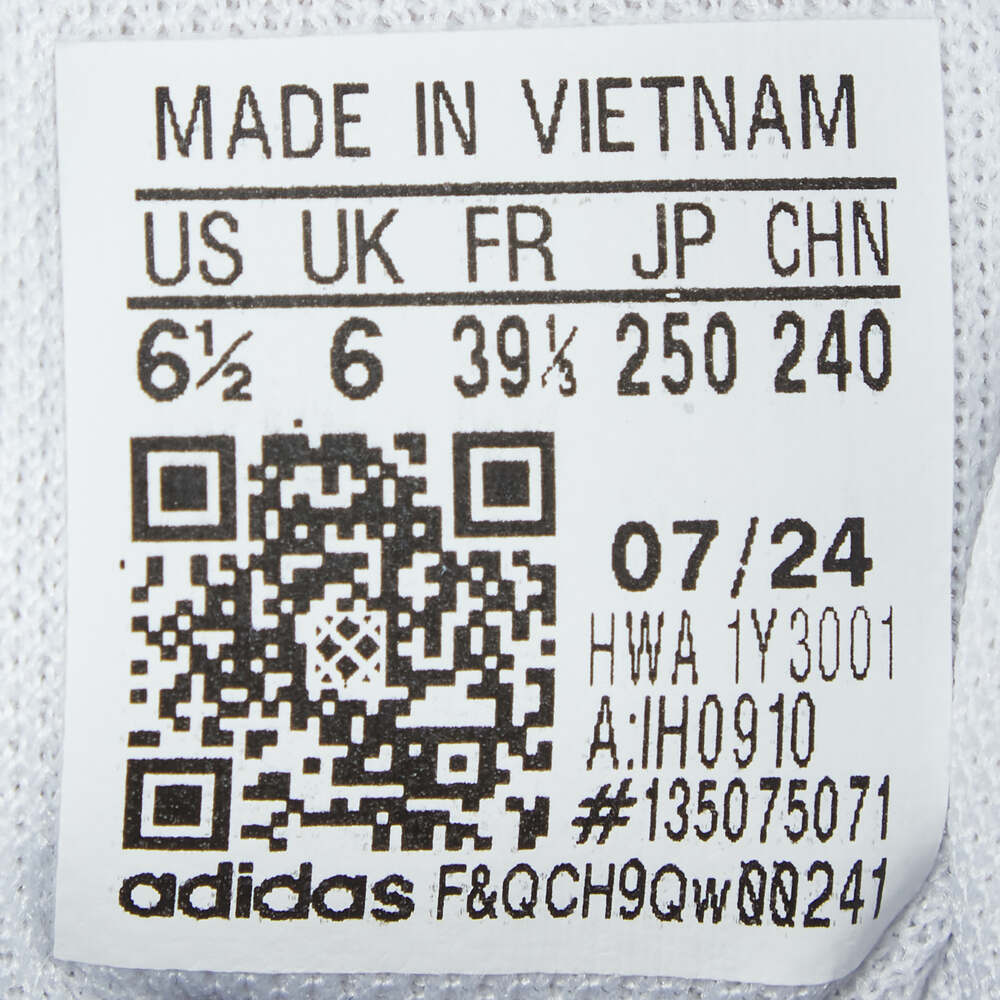 MADE IN VIETNAM
US UK FR JP CHN
6½ 6 39⅓ 250 240
07/24
HWA 1Y3001
A:IH0910
#135075071
adidas F&QCH9Qw00241